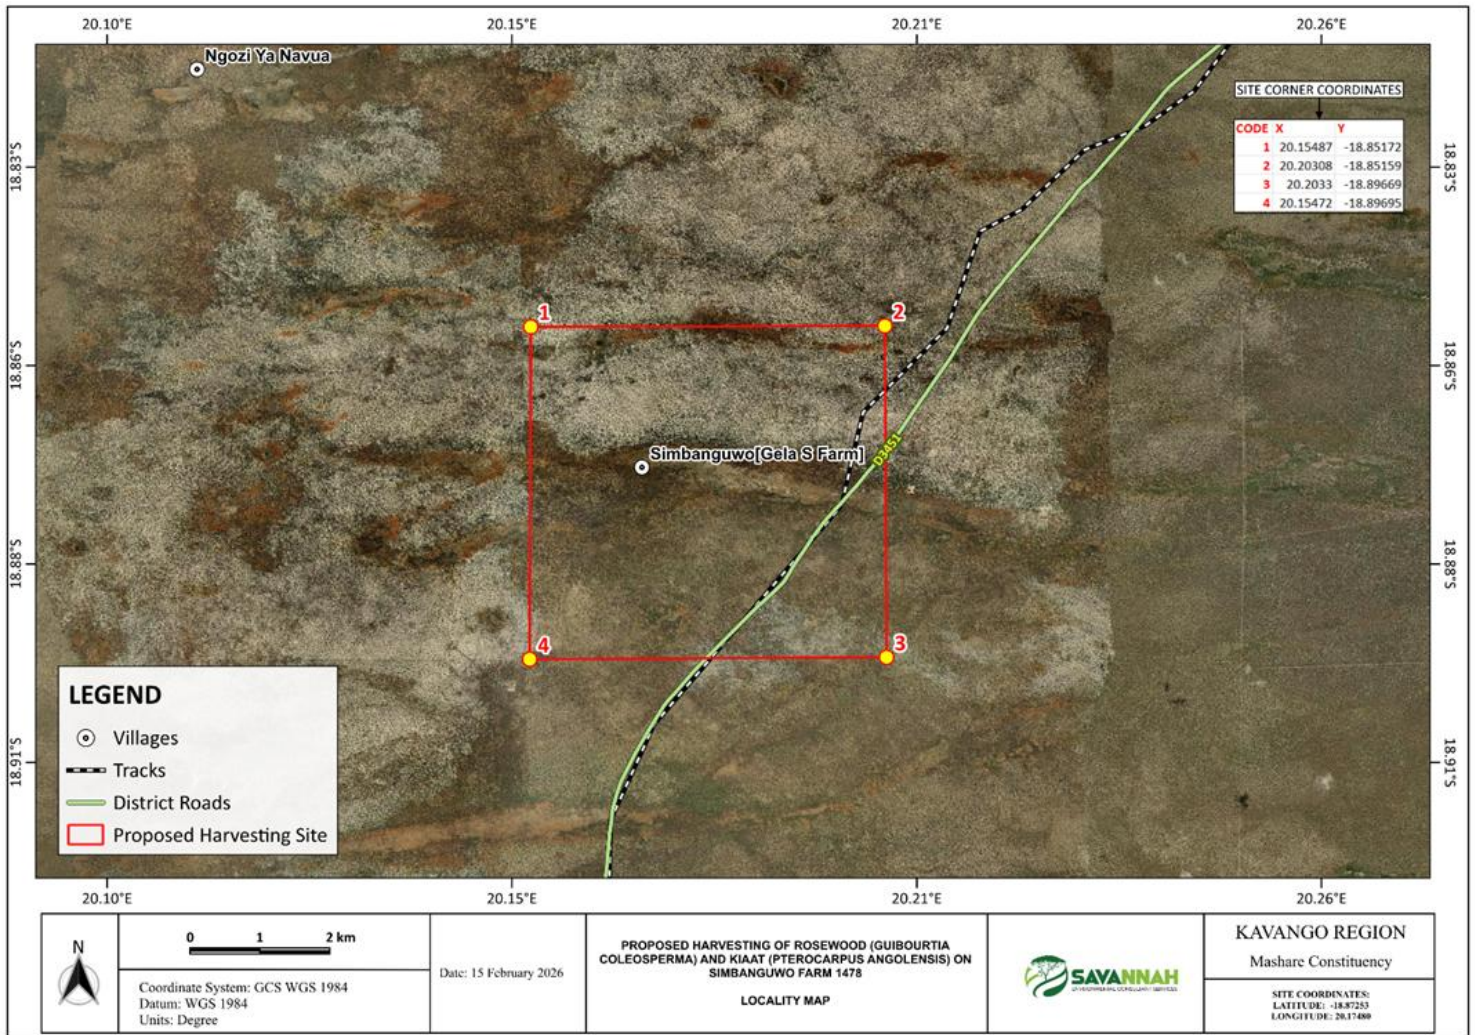 20.10°E 20.15°E 20.21°E 20.26°E
Ngozi Ya Navua
SITE CORNER COORDINATES
CODE X Y
1 20.15487 -18.85172
2 20.20308 -18.85159
3 20.2033 -18.89669
4 20.15472 -18.89695
18.83°S 18.83°S
1 2
18.86°S 18.86°S
Simbanguwo[Gela S Farm]
D3451
18.88°S 18.88°S
4 3
18.91°S 18.91°S
LEGEND
Villages
Tracks
District Roads
Proposed Harvesting Site
20.10°E 20.15°E 20.21°E 20.26°E
N
0 1 2 km
Coordinate System: GCS WGS 1984
Datum: WGS 1984
Units: Degree
Date: 15 February 2026
PROPOSED HARVESTING OF ROSEWOOD (GUIBOURTIA
COLEOSPERMA) AND KIAAT (PTEROCARPUS ANGOLENSIS) ON
SIMBANGUWO FARM 1478
LOCALITY MAP
SAVANNAH
ENVIRONMENTAL CONSULTANT SERVICES
KAVANGO REGION
Mashare Constituency
SITE COORDINATES:
LATITUDE: -18.87253
LONGITUDE: 20.17480